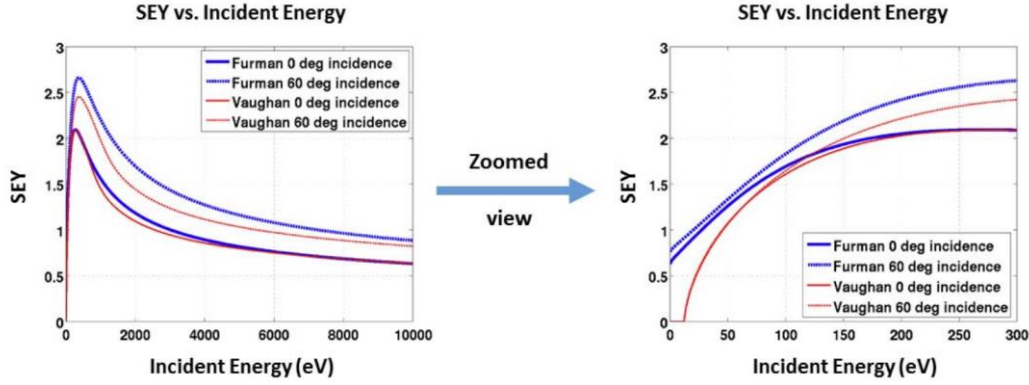 SEY vs. Incident Energy
3
2.5
2
1.5
1
0.5
0
SEY
0 2000 4000 6000 8000 10000
Incident Energy (eV)
Furman 0 deg incidence
Furman 60 deg incidence
Vaughan 0 deg incidence
Vaughan 60 deg incidence
Zoomed
view
SEY vs. Incident Energy
3
2.5
2
1.5
1
0.5
0
SEY
0 50 100 150 200 250 300
Incident Energy (eV)
Furman 0 deg incidence
Furman 60 deg incidence
Vaughan 0 deg incidence
Vaughan 60 deg incidence